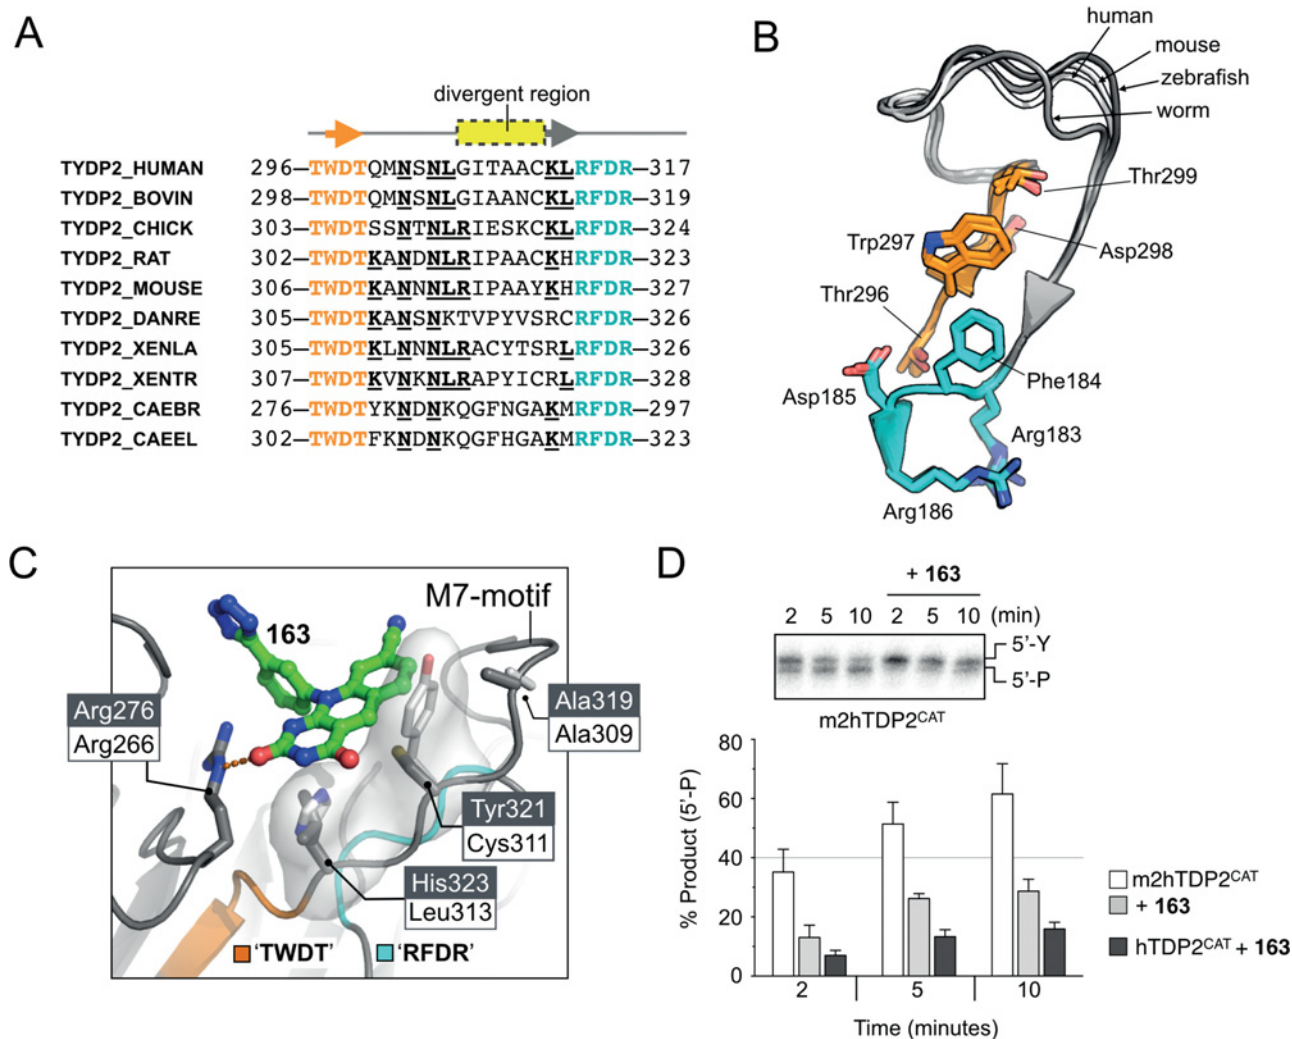 A
divergent region
TYDP2_HUMAN 296–TWDTQMNSNLGITAACKLRFDR–317
TYDP2_BOVIN 298–TWDTQMNSNLGIAANCKLRFDR–319
TYDP2_CHICK 303–TWDTSSNTNLRIESKCKLRFDR–324
TYDP2_RAT 302–TWDTKANDNLRIPAACKHRFDR–323
TYDP2_MOUSE 306–TWDTKANNNLRIPAAYKHRFDR–327
TYDP2_DANRE 305–TWDTKANSNKTVPYVSRCRFDR–326
TYDP2_XENLA 305–TWDTKLNNNLRACYTSRLRFDR–326
TYDP2_XENTR 307–TWDTKVNKNLRAPYICRLRFDR–328
TYDP2_CAEBR 276–TWDTYKNDNKQGFNGAKMRFDR–297
TYDP2_CAEEL 302–TWDTFKNDNKQGFHGAKMRFDR–323
B
human
mouse
zebrafish
worm
Thr299
Trp297
Asp298
Thr296
Phe184
Asp185
Arg183
Arg186
C
M7-motif
163
Arg276
Arg266
Ala319
Ala309
Tyr321
Cys311
His323
Leu313
'TWDT' 'RFDR'
D
+ 163
2 5 10 2 5 10 (min)
5'-Y
5'-P
m2hTDP2CAT
% Product (5'-P)
80
60
40
20
0
2 5 10
Time (minutes)
m2hTDP2CAT
+ 163
hTDP2CAT + 163